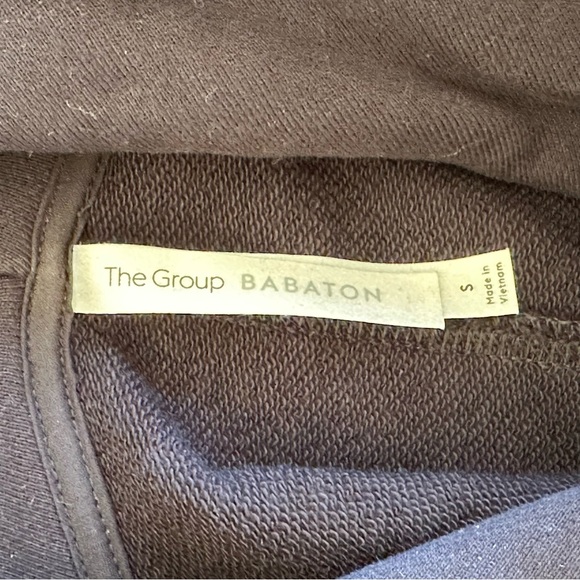 The Group BABATON
S
Made in
Vietnam